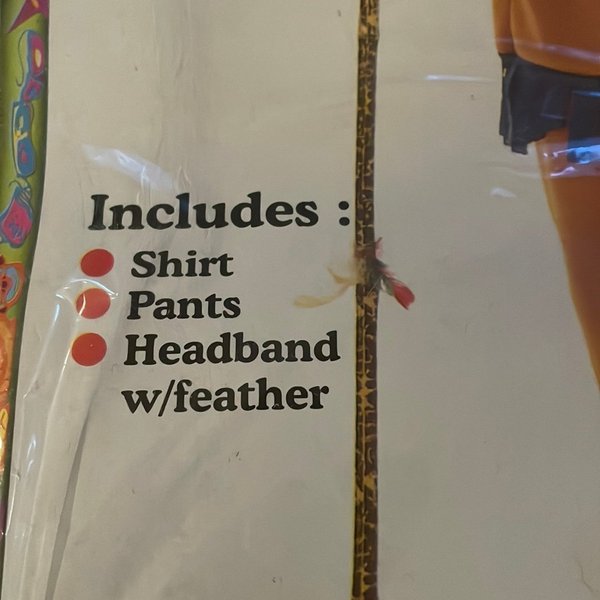 Includes :
Shirt
Pants
Headband
w/feather